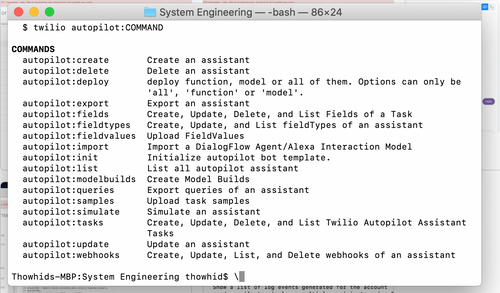 System Engineering — -bash — 86×24
$ twilio autopilot:COMMAND
COMMANDS
autopilot:create Create an assistant
autopilot:delete Delete an assistant
autopilot:deploy deploy function, model or all of them. Options can only be
'all', 'function' or 'model'.
autopilot:export Export an assistant
autopilot:fields Create, Update, Delete, and List Fields of a Task
autopilot:fieldtypes Create, Update, and List fieldTypes of an assistant
autopilot:fieldvalues Upload FieldValues
autopilot:import Import a DialogFlow Agent/Alexa Interaction Model
autopilot:init Initialize autopilot bot template.
autopilot:list List all autopilot assistant
autopilot:modelbuilds Create Model Builds
autopilot:queries Export queries of an assistant
autopilot:samples Upload task samples
autopilot:simulate Simulate an assistant
autopilot:tasks Create, Update, Delete, and List Twilio Autopilot Assistant
Tasks
autopilot:update Update an assistant
autopilot:webhooks Create, Update, List, and Delete webhooks of an assistant
Thowhids-MBP:System Engineering thowhid$ \
Show a list of log events generated for the account